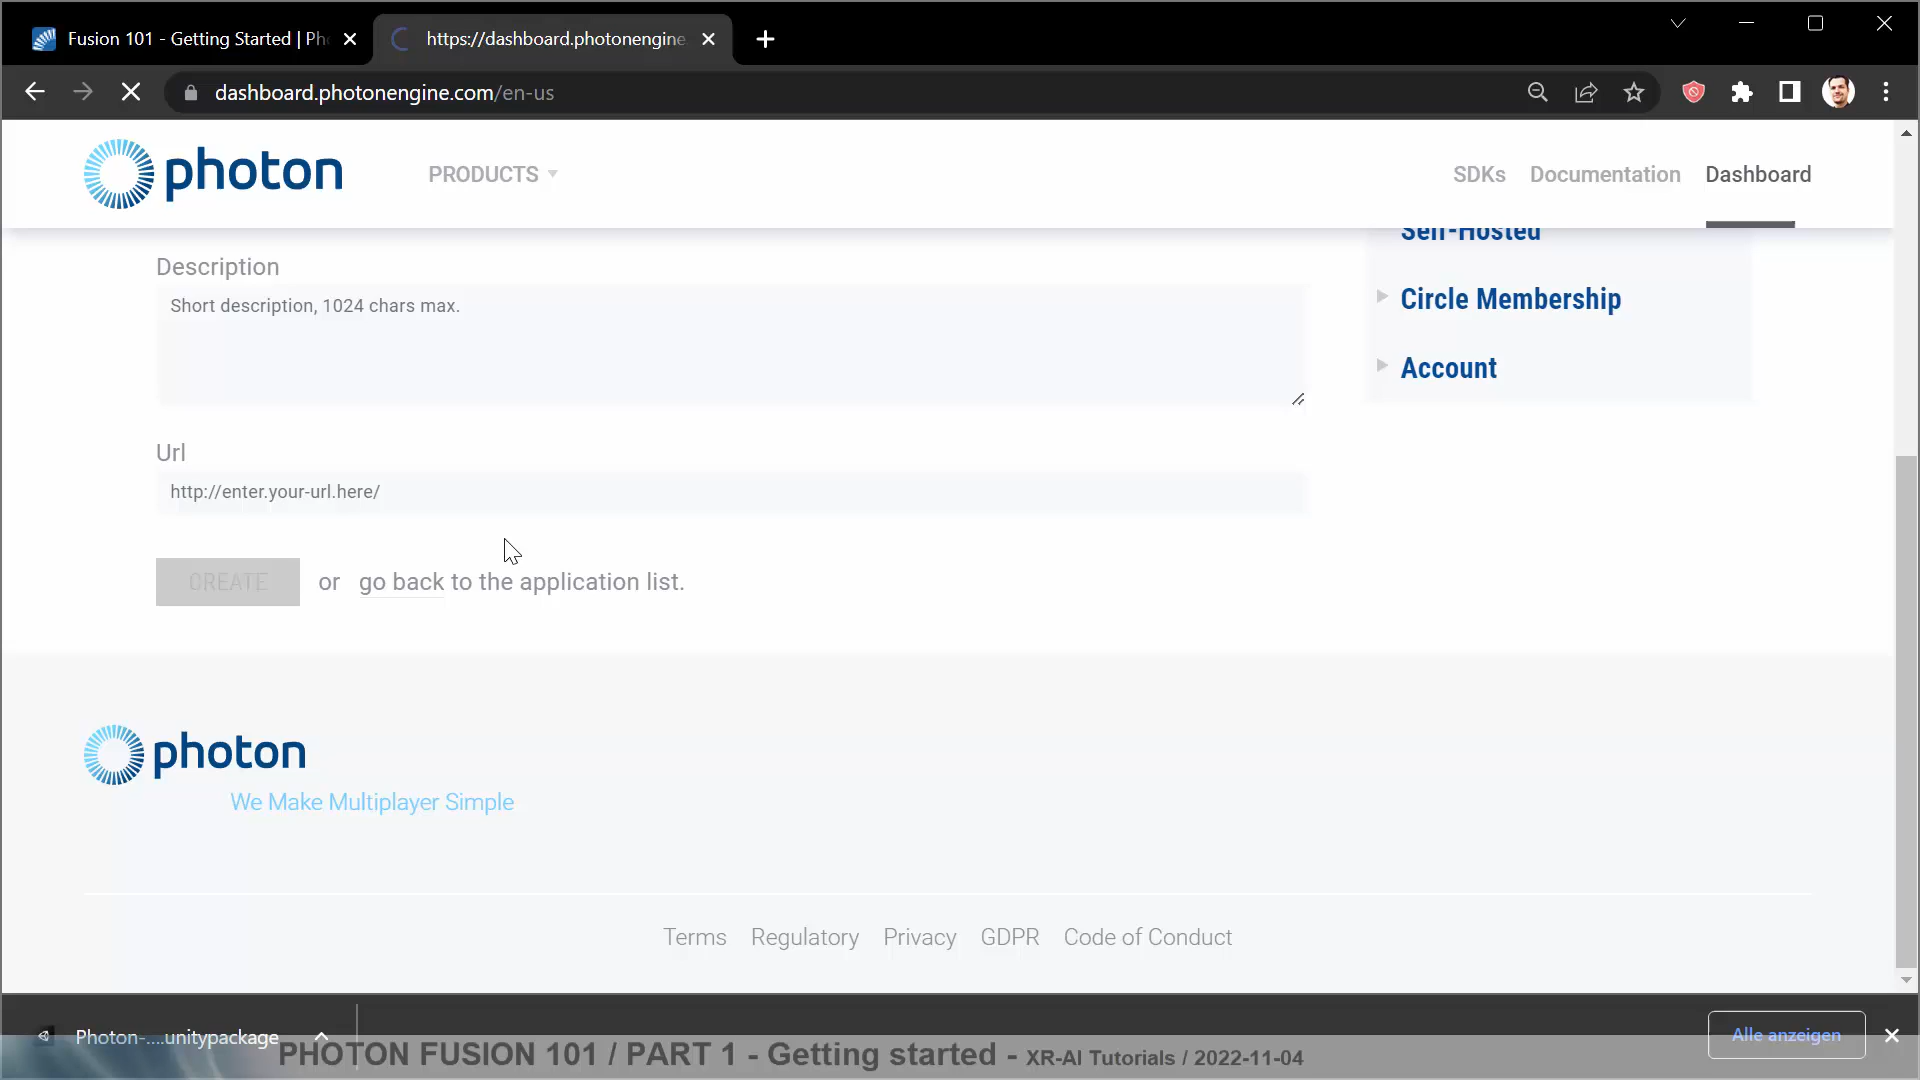 Fusion 101 - Getting Started | Ph
https://dashboard.photonengine.
dashboard.photonengine.com/en-us
photon
PRODUCTS
SDKs
Documentation
Dashboard
Self-Hosted
Description
Short description, 1024 chars max.
Circle Membership
Account
Url
http://enter.your-url.here/
CREATE or go back to the application list.
photon
We Make Multiplayer Simple
Terms Regulatory Privacy GDPR Code of Conduct
Photon-....unitypackage
Alle anzeigen
PHOTON FUSION 101 / PART 1 - Getting started - XR-AI Tutorials / 2022-11-04